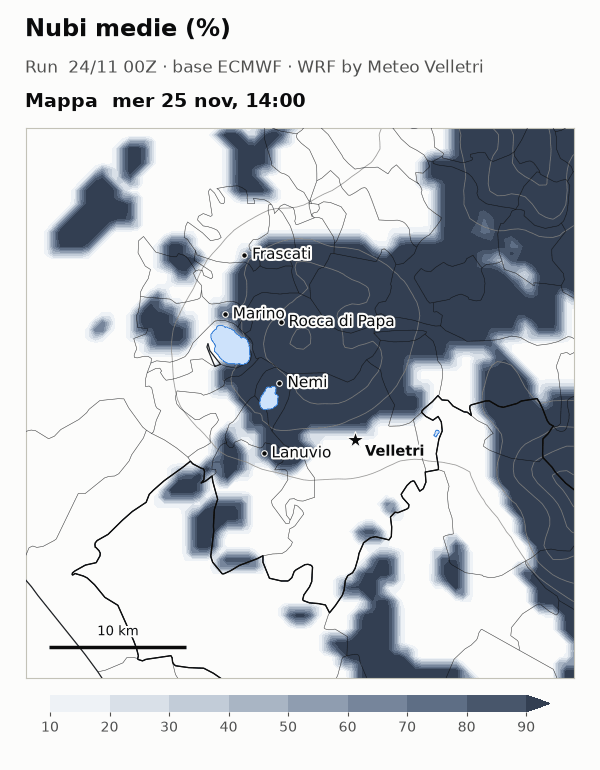 Nubi medie (%)
Run  24/11 00Z · base ECMWF · WRF by Meteo Velletri
Mappa  mer 25 nov, 14:00
Frascati
Marino
Rocca di Papa
Nemi
Velletri
Lanuvio
10 km
10 20 30 40 50 60 70 80 90